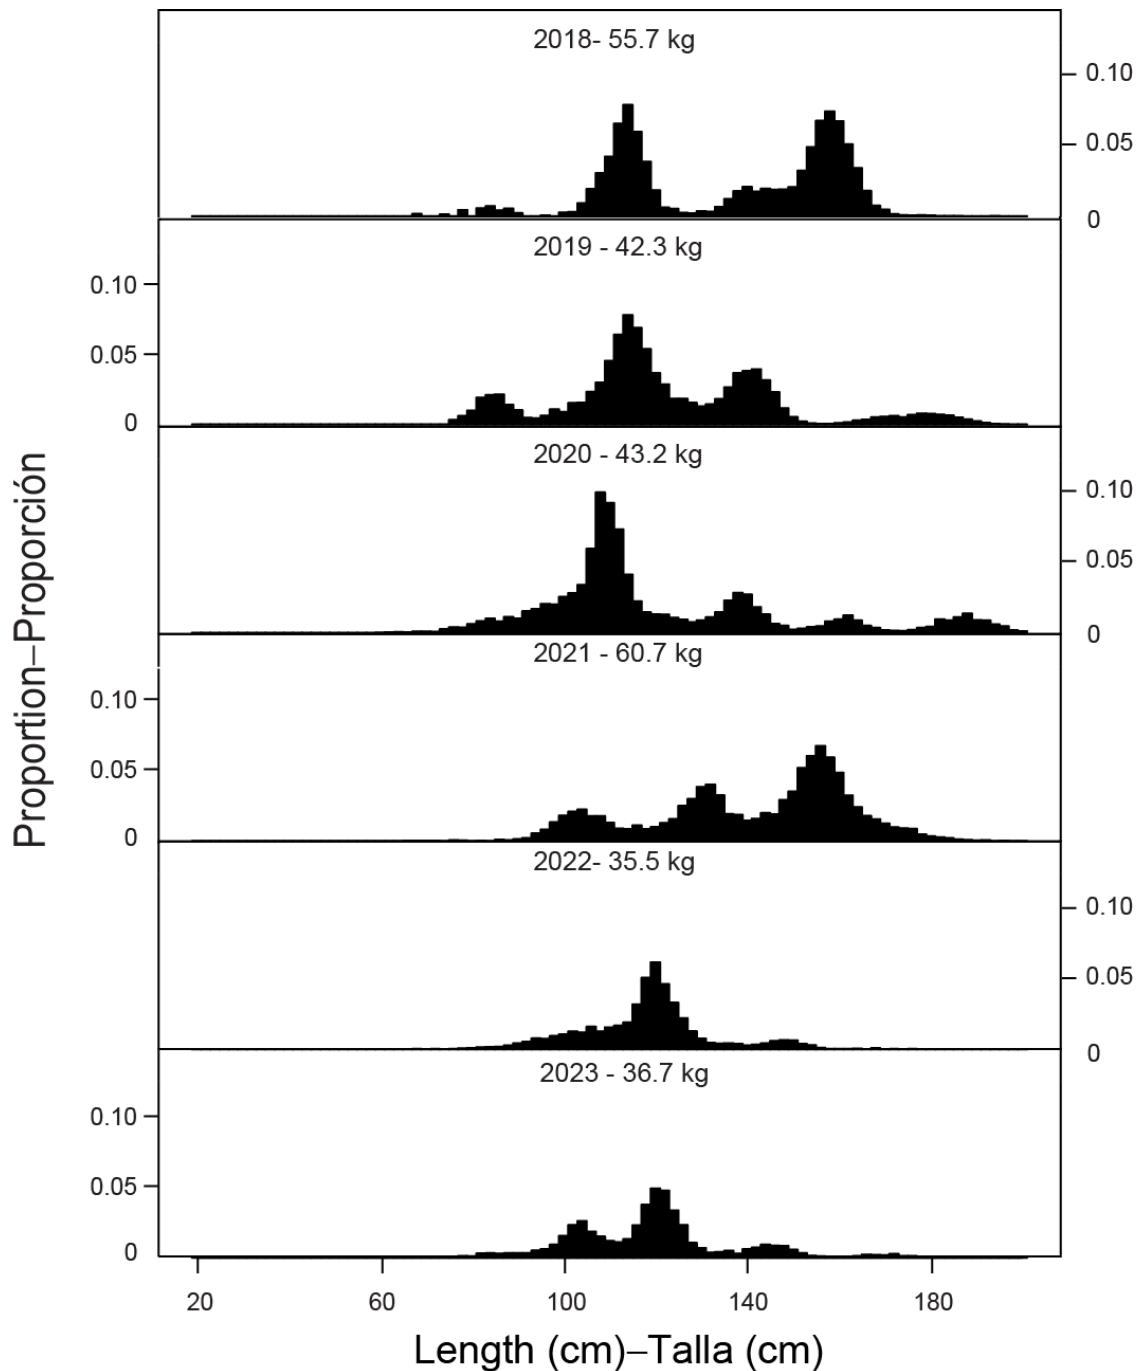 2018- 55.7 kg
0.10
0.05
0
2019 - 42.3 kg
0.10
0.05
0
2020 - 43.2 kg
0.10
0.05
0
2021 - 60.7 kg
0.10
0.05
0
2022- 35.5 kg
0.10
0.05
0
2023 - 36.7 kg
0.10
0.05
0
Proportion–Proporción
20 60 100 140 180
Length (cm)–Talla (cm)